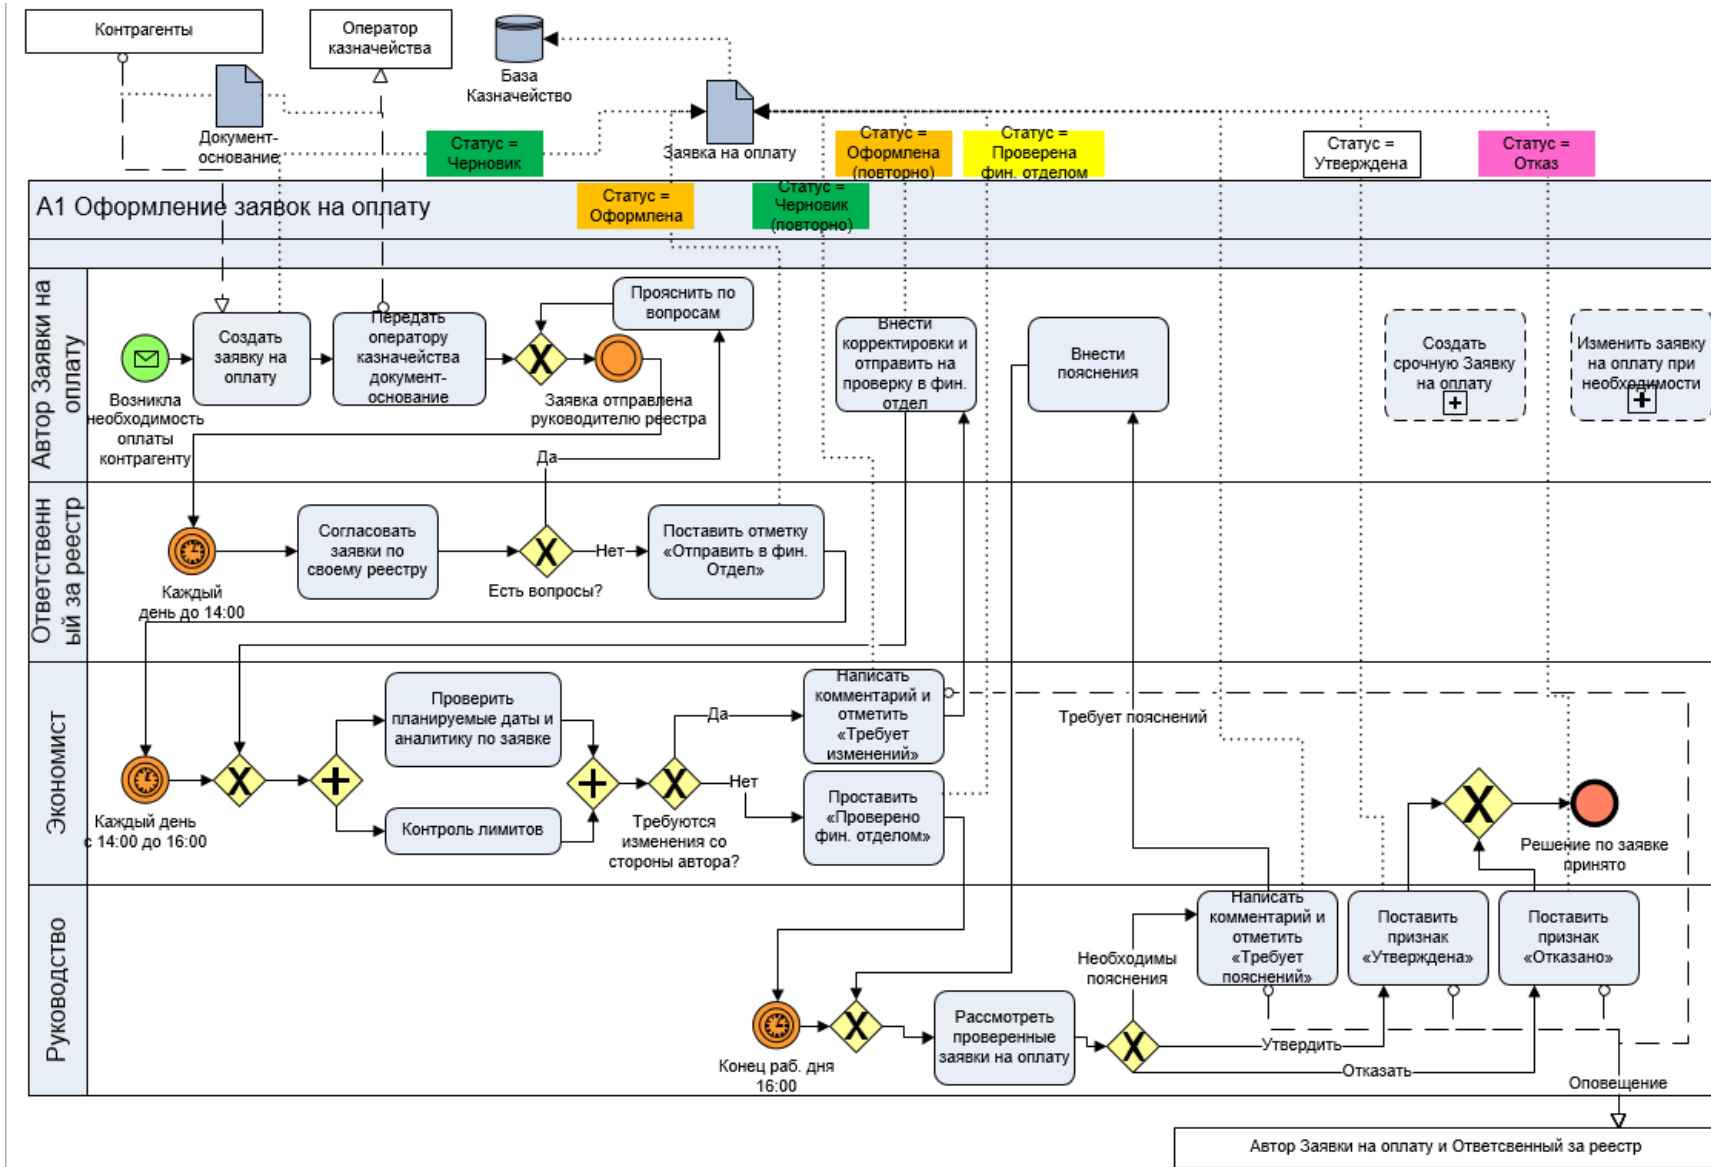 Контрагенты
Оператор
казначейства
База
Казначейство
Документ-
основание
Заявка на оплату
Статус =
Черновик
Статус =
Оформлена
(повторно)
Статус =
Проверена
фин. отделом
Статус =
Утверждена
Статус =
Отказ
Статус =
Оформлена
Статус =
Черновик
(повторно)
А1 Оформление заявок на оплату
Автор Заявки на
оплату
Возникла
необходимость
оплаты
контрагенту
Создать
заявку на
оплату
Передать
оператору
казначейства
документ-
основание
Прояснить по
вопросам
Заявка отправлена
руководителю реестра
Внести
корректировки и
отправить на
проверку в фин.
отдел
Внести
пояснения
Создать
срочную Заявку
на оплату
Изменить заявку
на оплату при
необходимости
Да
Ответственн
ый за реестр
Каждый
день до 14:00
Согласовать
заявки по
своему реестру
Есть вопросы?
Нет
Поставить отметку
«Отправить в фин.
Отдел»
Экономист
Каждый день
с 14:00 до 16:00
Проверить
планируемые даты и
аналитику по заявке
Контроль лимитов
Требуются
изменения со
стороны автора?
Да
Нет
Написать
комментарий и
отметить
«Требует
изменений»
Проставить
«Проверено
фин. отделом»
Требует пояснений
Решение по заявке
принято
Руководство
Конец раб. дня
16:00
Рассмотреть
проверенные
заявки на оплату
Необходимы
пояснения
Написать
комментарий и
отметить
«Требует
пояснений»
Поставить
признак
«Утверждена»
Поставить
признак
«Отказано»
Утвердить
Отказать
Оповещение
Автор Заявки на оплату и Ответсвенный за реестр